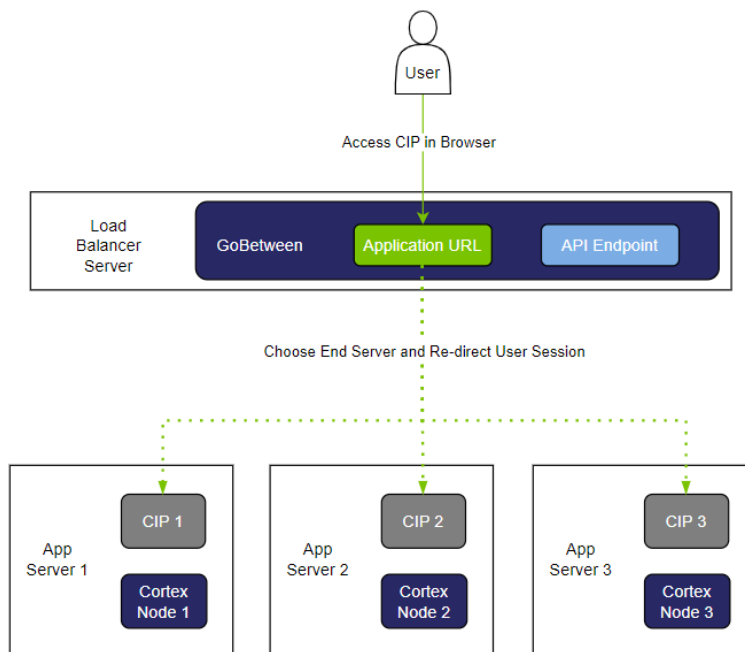 User
Access CIP in Browser
Load
Balancer
Server
GoBetween
Application URL
API Endpoint
Choose End Server and Re-direct User Session
App
Server 1
CIP 1
Cortex
Node 1
App
Server 2
CIP 2
Cortex
Node 2
App
Server 3
CIP 3
Cortex
Node 3